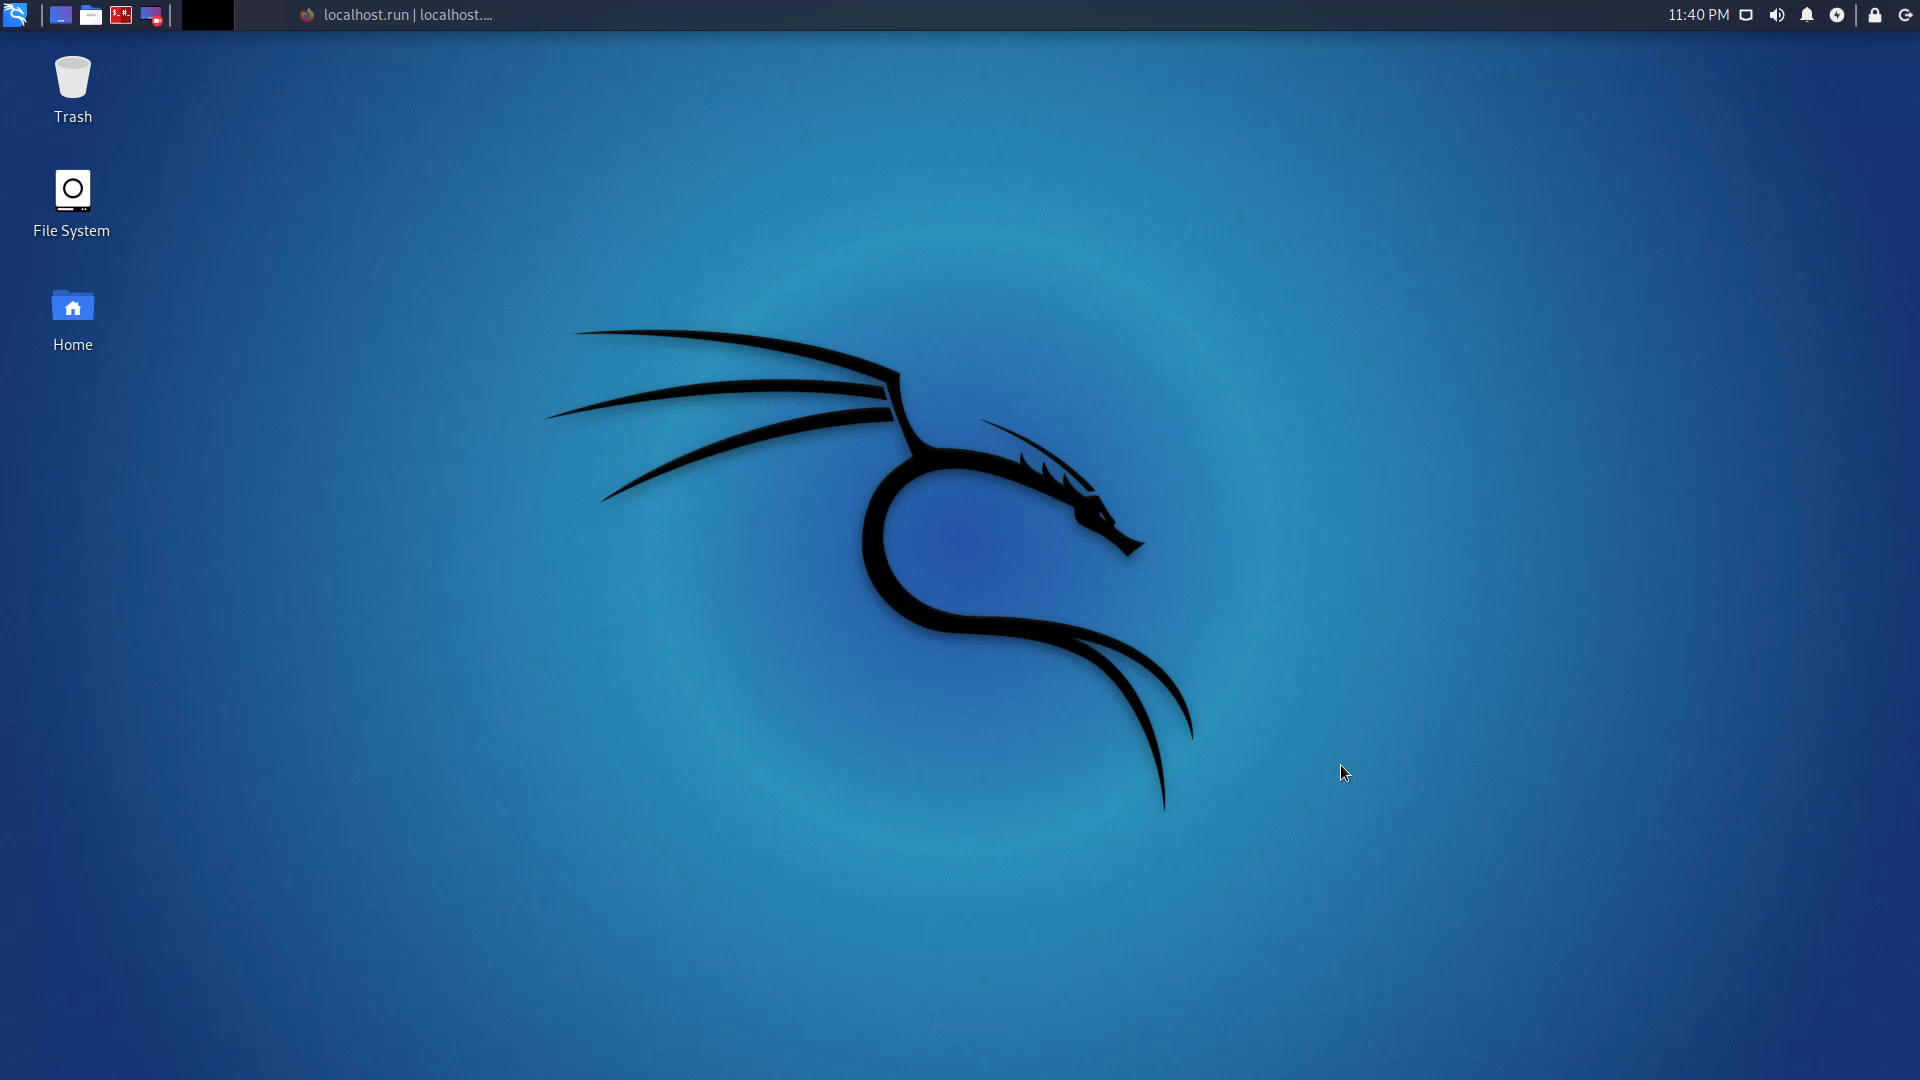 localhost.run | localhost....
11:40 PM
Trash
File System
Home